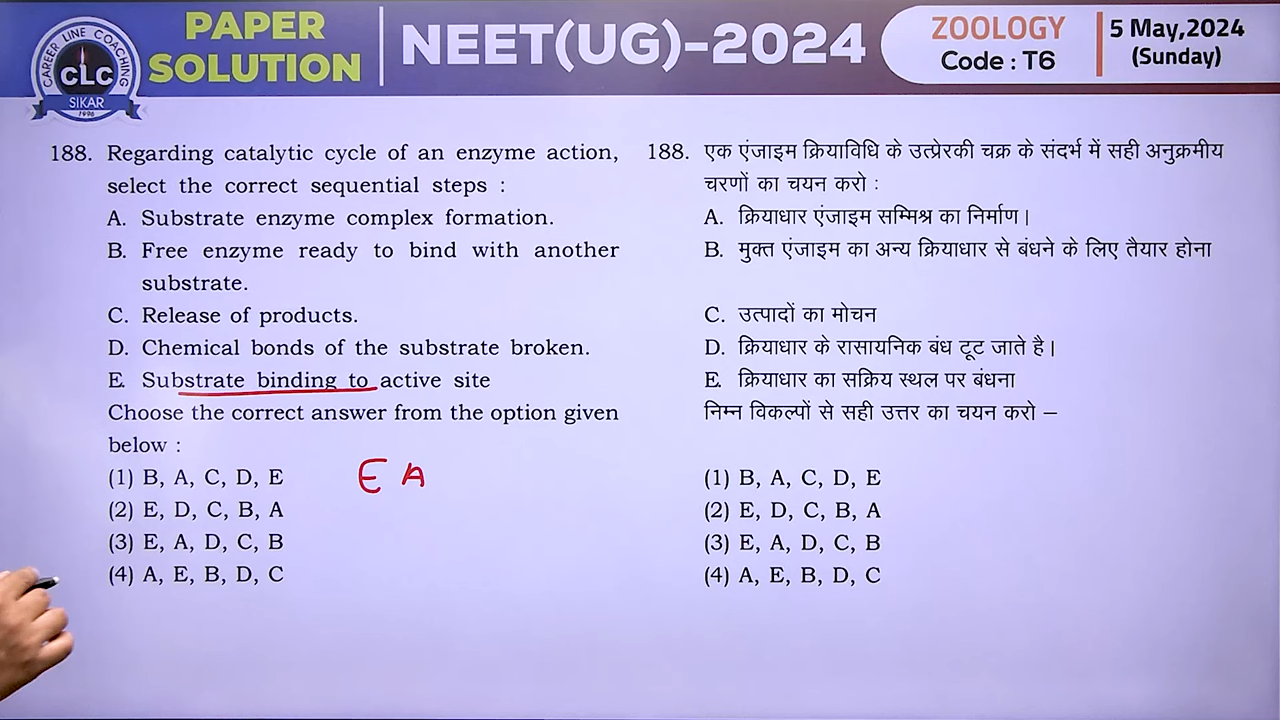 CAREER LINE COACHING
CLC
SIKAR
1996
PAPER
SOLUTION
NEET(UG)-2024
ZOOLOGY
Code : T6
5 May,2024
(Sunday)
188. Regarding catalytic cycle of an enzyme action,
select the correct sequential steps :
A. Substrate enzyme complex formation.
B. Free enzyme ready to bind with another
substrate.
C. Release of products.
D. Chemical bonds of the substrate broken.
E. Substrate binding to active site
Choose the correct answer from the option given
below :
(1) B, A, C, D, E
(2) E, D, C, B, A
(3) E, A, D, C, B
(4) A, E, B, D, C
E A
188. एक एंजाइम क्रियाविधि के उत्प्रेरकी चक्र के संदर्भ में सही अनुक्रमीय
चरणों का चयन करो :
A. क्रियाधार एंजाइम सम्मिश्र का निर्माण।
B. मुक्त एंजाइम का अन्य क्रियाधार से बंधने के लिए तैयार होना
C. उत्पादों का मोचन
D. क्रियाधार के रासायनिक बंध टूट जाते है।
E. क्रियाधार का सक्रिय स्थल पर बंधना
निम्न विकल्पों से सही उत्तर का चयन करो –
(1) B, A, C, D, E
(2) E, D, C, B, A
(3) E, A, D, C, B
(4) A, E, B, D, C